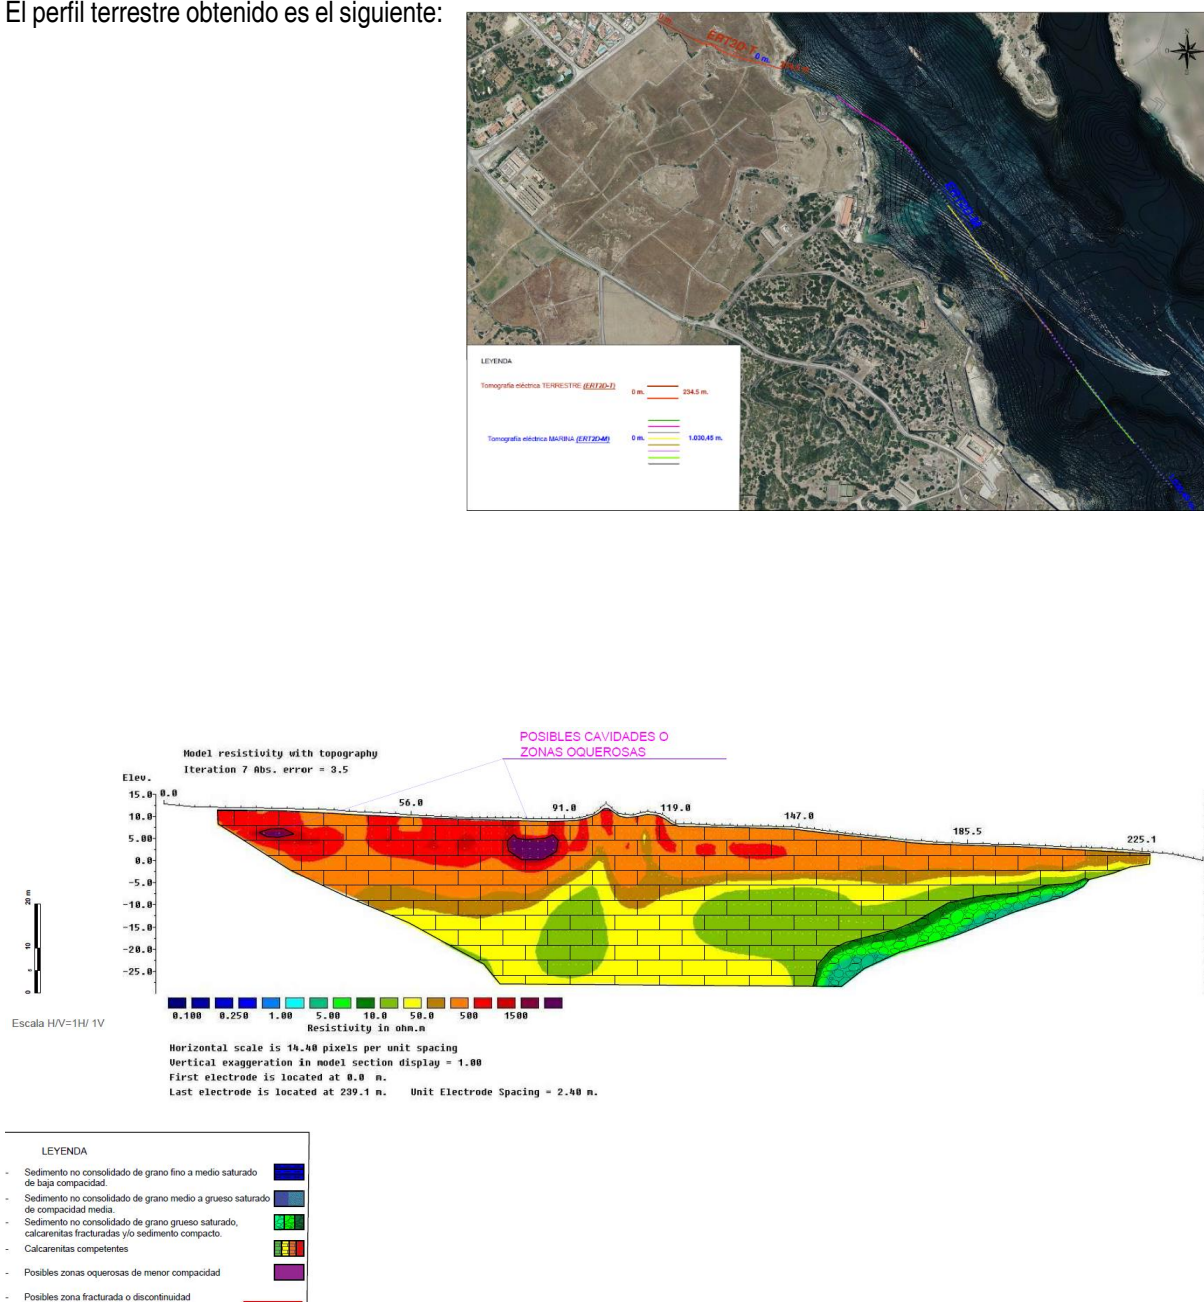 El perfil terrestre obtenido es el siguiente:
0 m.
ERT2D-T
0 m.
ERT2D-M
LEYENDA
Tomografía eléctrica TERRESTRE (ERT2D-T)
0 m.
234.5 m.
Tomografía eléctrica MARINA (ERT2D-M)
0 m.
1.030,45 m.
POSIBLES CAVIDADES O
ZONAS OQUEROSAS
Model resistivity with topography
Iteration 7 Abs. error = 3.5
Elev.
15.0
0.0
56.0
91.0
119.0
147.0
185.5
225.1
10.0
5.00
0.0
-5.0
-10.0
-15.0
-20.0
-25.0
20 m
10
0
Escala H/V=1H/ 1V
0.100 0.250 1.00 5.00 10.0 50.0 500 1500
Resistivity in ohm.m
Horizontal scale is 14.40 pixels per unit spacing
Vertical exaggeration in model section display = 1.00
First electrode is located at 0.0 m.
Last electrode is located at 239.1 m. Unit Electrode Spacing = 2.40 m.
LEYENDA
- Sedimento no consolidado de grano fino a medio saturado
de baja compacidad.
- Sedimento no consolidado de grano medio a grueso saturado
de compacidad media.
- Sedimento no consolidado de grano grueso saturado,
calcarenitas fracturadas y/o sedimento compacto.
- Calcarenitas competentes
- Posibles zonas oquerosas de menor compacidad
- Posibles zona fracturada o discontinuidad